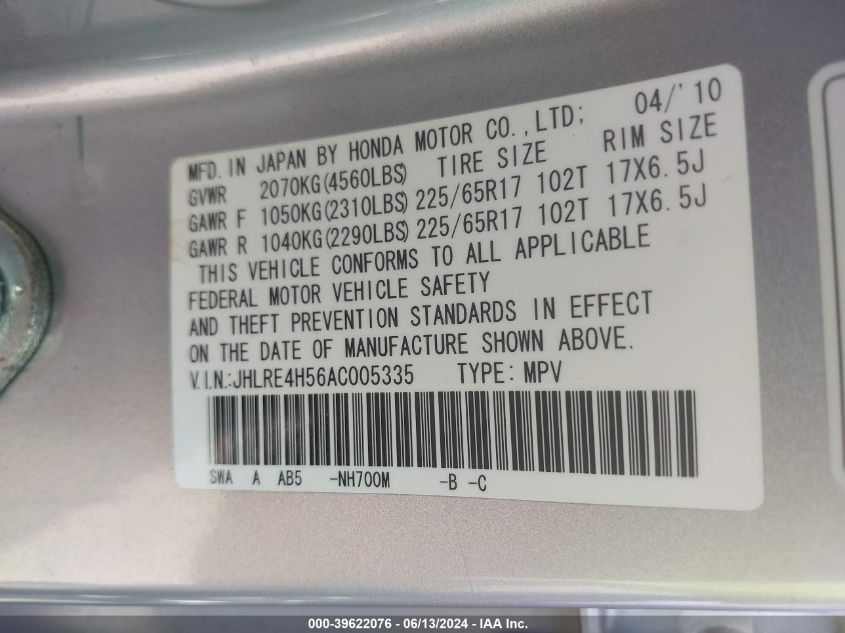 MFD. IN JAPAN BY HONDA MOTOR CO., LTD; 04/'10
GVWR 2070KG(4560LBS) TIRE SIZE RIM SIZE
GAWR F 1050KG(2310LBS) 225/65R17 102T 17X6.5J
GAWR R 1040KG(2290LBS) 225/65R17 102T 17X6.5J
THIS VEHICLE CONFORMS TO ALL APPLICABLE
FEDERAL MOTOR VEHICLE SAFETY
AND THEFT PREVENTION STANDARDS IN EFFECT
ON THE DATE OF MANUFACTURE SHOWN ABOVE.
V.I.N.:JHLRE4H56AC005335 TYPE: MPV
SWA A AB5 -NH700M -B -C
000-39622076 - 06/13/2024 - IAA Inc.